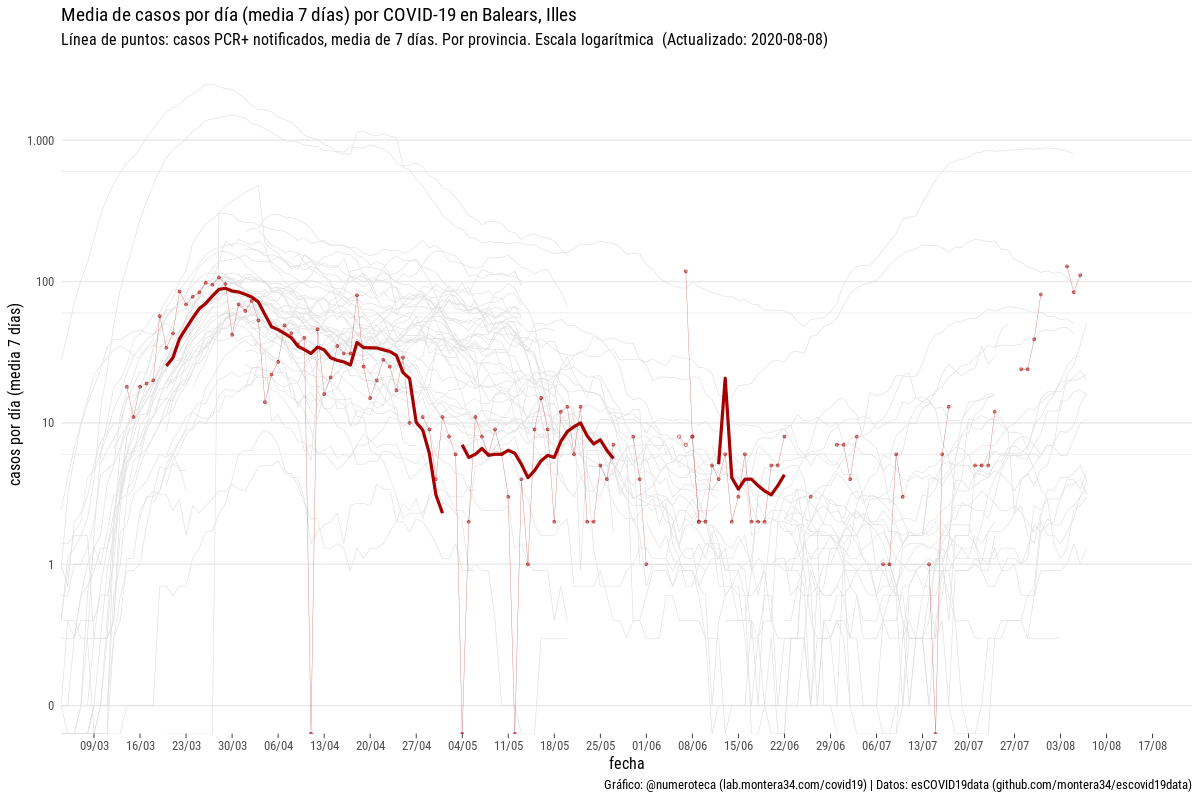 Media de casos por día (media 7 días) por COVID-19 en Balears, Illes
Línea de puntos: casos PCR+ notificados, media de 7 días. Por provincia. Escala logarítmica (Actualizado: 2020-08-08)
casos por día (media 7 días)
1.000
100
10
1
0
09/03 16/03 23/03 30/03 06/04 13/04 20/04 27/04 04/05 11/05 18/05 25/05 01/06 08/06 15/06 22/06 29/06 06/07 13/07 20/07 27/07 03/08 10/08 17/08
fecha
Gráfico: @numeroteca (lab.montera34.com/covid19) | Datos: esCOVID19data (github.com/montera34/escovid19data)